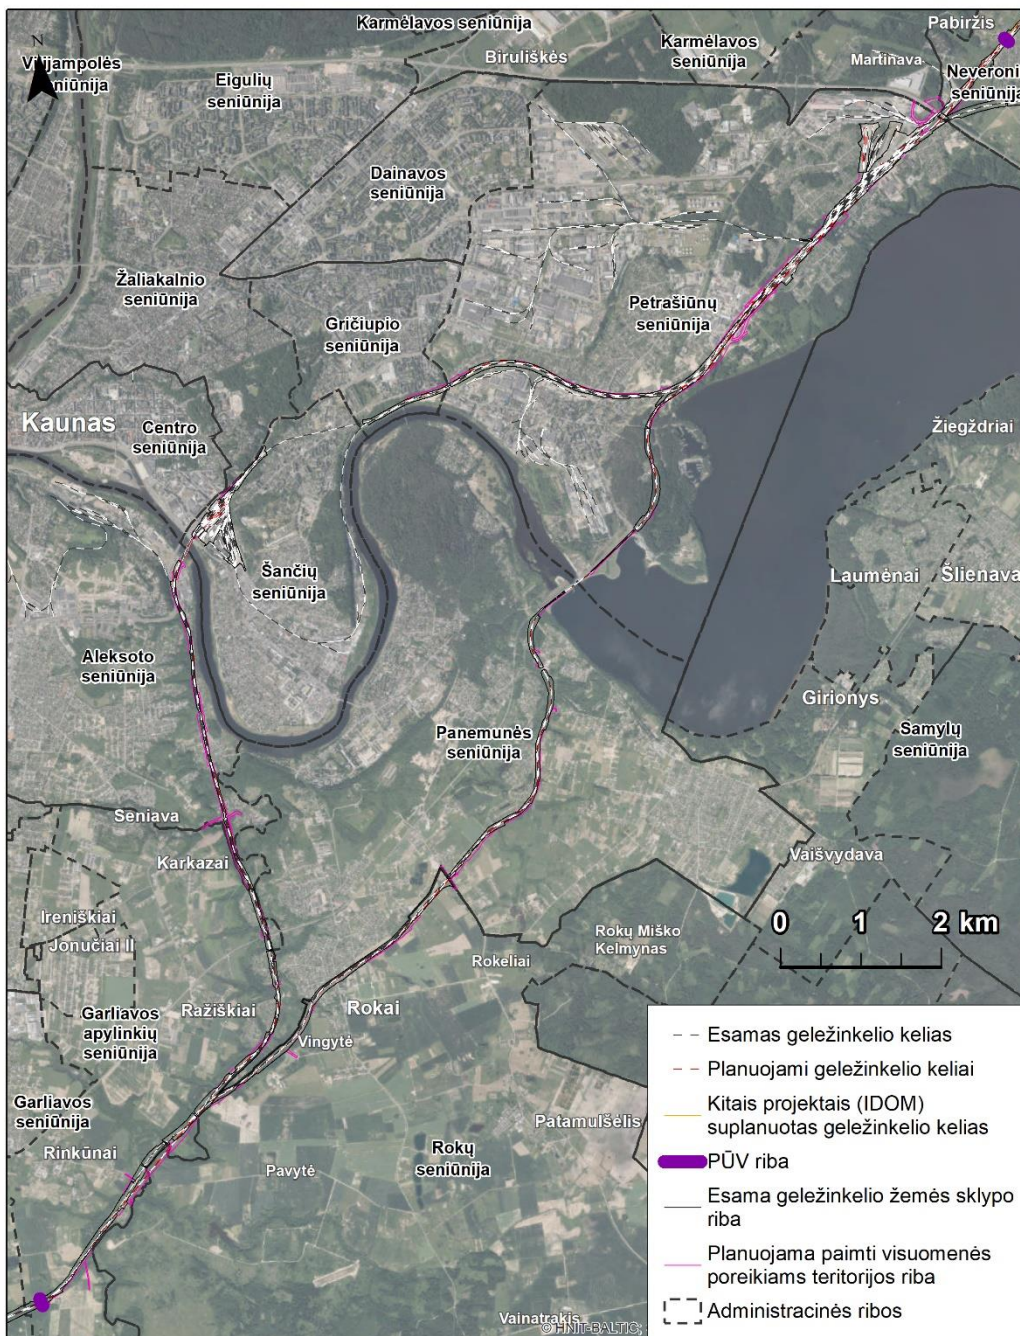 Karmėlavos seniūnija
Pabiržis
N
Biruliškės
Karmėlavos
seniūnija
Martinava
Eigulių
seniūnija
Dainavos
seniūnija
Žaliakalnio
seniūnija
Gričiupio
seniūnija
Petrašiūnų
seniūnija
Kaunas
Centro
seniūnija
Žiegždriai
Šančių
seniūnija
Laumėnai
Šlienava
Aleksoto
seniūnija
Girionys
Panemunės
seniūnija
Samylų
seniūnija
Seniava
Karkazai
Vaišvydava
Ireniškiai
Jonučiai II
Rokų Miško
Kelmynas
Rokeliai
0 1 2 km
Garliavos
apylinkių
seniūnija
Ražiškiai
Rokai
Vingytė
Garliavos
seniūnija
Rinkūnai
Patamulšėlis
Rokų
seniūnija
Pavytė
Vainatrakis
Esamas geležinkelio kelias
Planuojami geležinkelio keliai
Kitais projektais (IDOM)
suplanuotas geležinkelio kelias
PŪV riba
Esama geležinkelio žemės sklypo
riba
Planuojama paimti visuomenės
poreikiams teritorijos riba
Administracinės ribos
© HNIT-BALTIC;